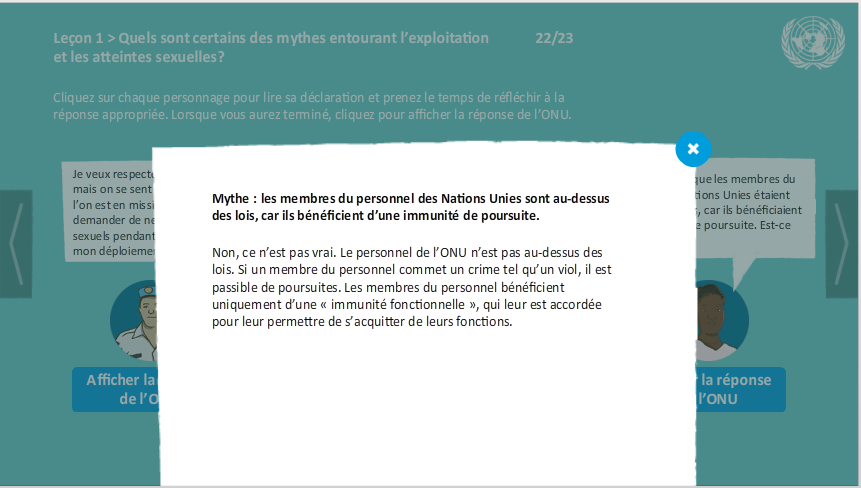 Leçon 1 > Quels sont certains des mythes entourant l’exploitation
et les atteintes sexuelles?
22/23
Cliquez sur chaque personnage pour lire sa déclaration et prenez le temps de réfléchir à la
réponse appropriée. Lorsque vous aurez terminé, cliquez pour afficher la réponse de l’ONU.
Je veux respect
mais on se sent
l’on est en missi
demander de ne
sexuels pendant
mon déploieme
Mythe : les membres du personnel des Nations Unies sont au-dessus
des lois, car ils bénéficient d’une immunité de poursuite.
Non, ce n’est pas vrai. Le personnel de l’ONU n’est pas au-dessus des
lois. Si un membre du personnel commet un crime tel qu’un viol, il est
passible de poursuites. Les membres du personnel bénéficient
uniquement d’une « immunité fonctionnelle », qui leur est accordée
pour leur permettre de s’acquitter de leurs fonctions.
que les membres du
tions Unies étaient
, car ils bénéficiaient
e poursuite. Est-ce
Afficher la
de l’O
la réponse
l’ONU